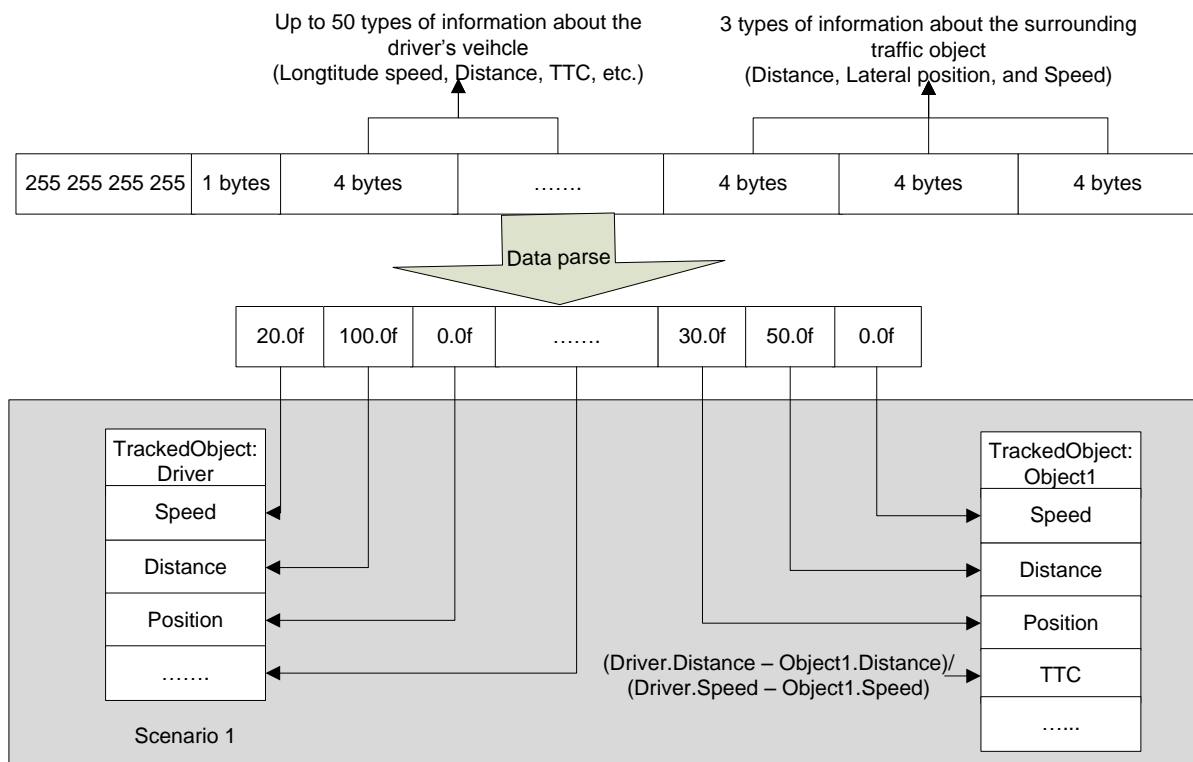 Up to 50 types of information about the
driver's veihcle
(Longtitude speed, Distance, TTC, etc.)
3 types of information about the surrounding
traffic object
(Distance, Lateral position, and Speed)
255 255 255 255
1 bytes
4 bytes
.......
4 bytes
4 bytes
4 bytes
Data parse
20.0f
100.0f
0.0f
.......
30.0f
50.0f
0.0f
TrackedObject:
Driver
Speed
Distance
Position
.......
Scenario 1
TrackedObject:
Object1
Speed
Distance
Position
(Driver.Distance – Object1.Distance)/
(Driver.Speed – Object1.Speed)
TTC
…...